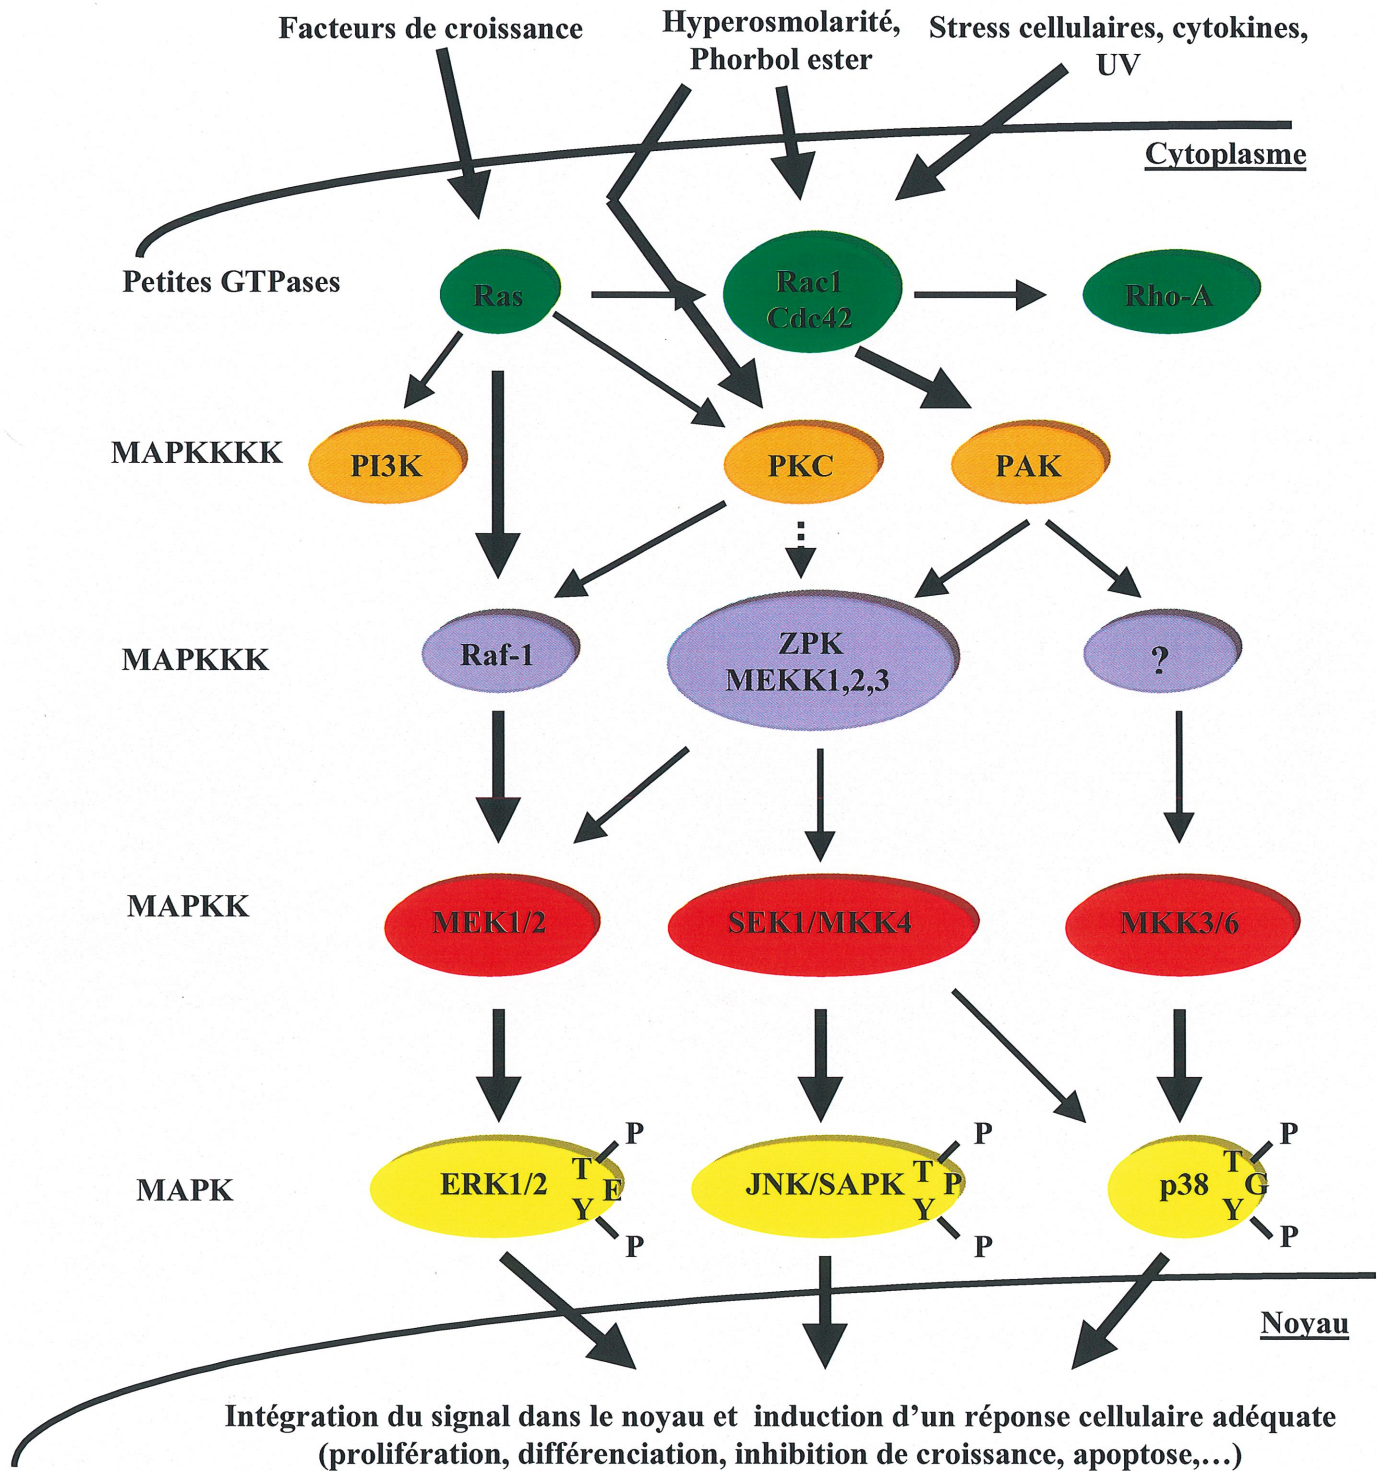 Facteurs de croissance
Hyperosmolarité,
Phorbol ester
Stress cellulaires, cytokines,
UV
Cytoplasme
Petites GTPases
Ras
Rac1
Cdc42
Rho-A
MAPKKKK
PI3K
PKC
PAK
MAPKKK
Raf-1
ZPK
MEKK1,2,3
?
MAPKK
MEK1/2
SEK1/MKK4
MKK3/6
MAPK
ERK1/2
T
E
Y
P
P
JNK/SAPK
T
P
Y
P
P
p38
T
G
Y
P
P
Noyau
Intégration du signal dans le noyau et induction d'un réponse cellulaire adéquate
(prolifération, différenciation, inhibition de croissance, apoptose,...)